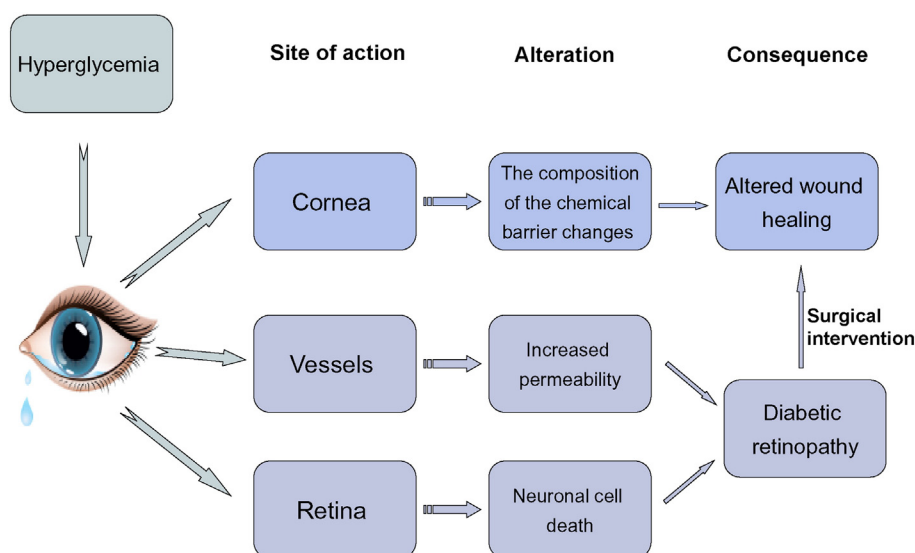 Hyperglycemia
Site of action
Alteration
Consequence
Cornea
The composition
of the chemical
barrier changes
Altered wound
healing
Surgical
intervention
Vessels
Increased
permeability
Diabetic
retinopathy
Retina
Neuronal cell
death